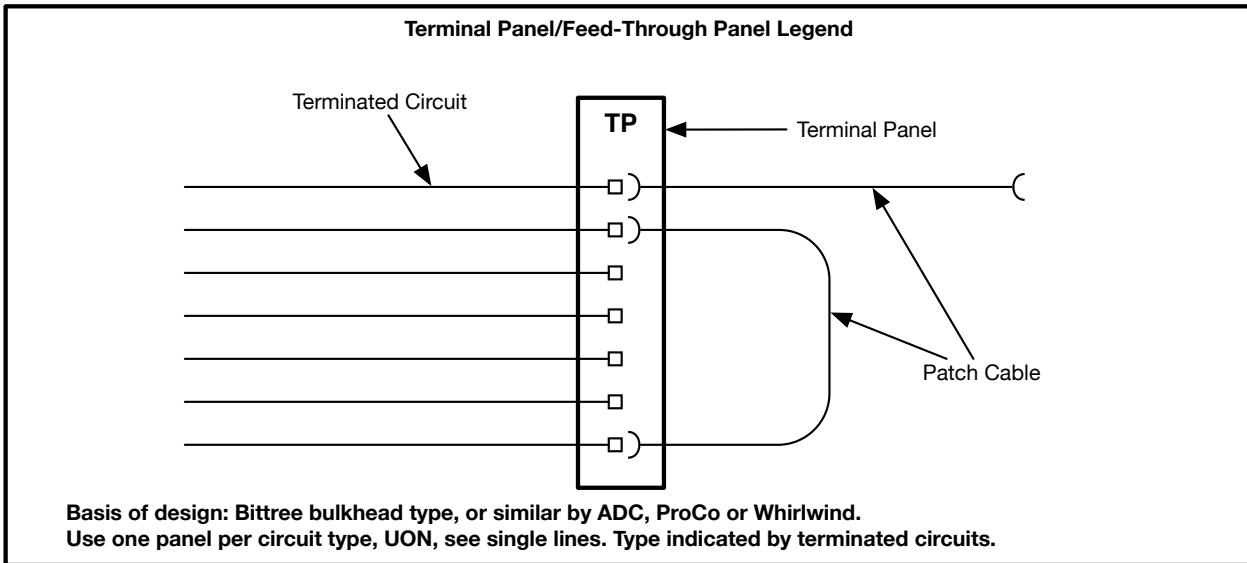 Terminal Panel/Feed-Through Panel Legend
Terminated Circuit
TP
Terminal Panel
Patch Cable
Basis of design: Bittree bulkhead type, or similar by ADC, ProCo or Whirlwind.
Use one panel per circuit type, UON, see single lines. Type indicated by terminated circuits.